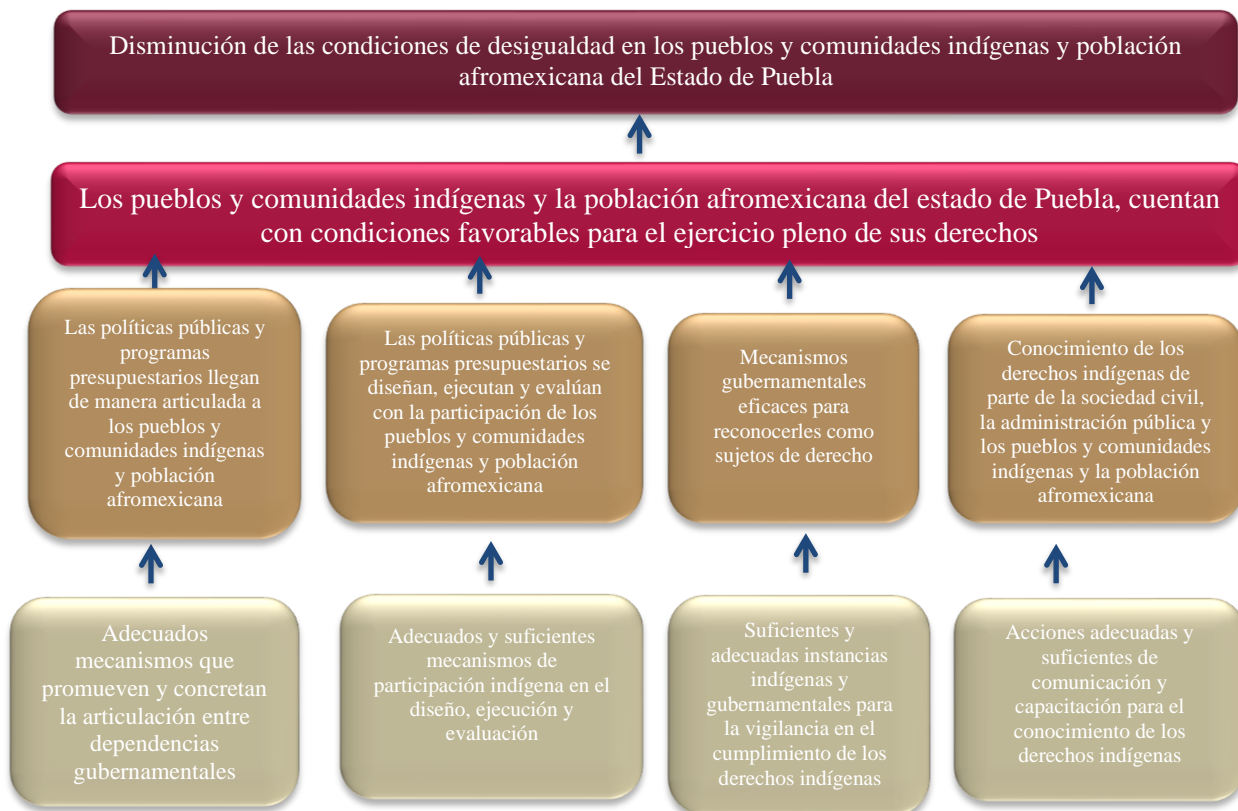 Disminución de las condiciones de desigualdad en los pueblos y comunidades indígenas y población
afromexicana del Estado de Puebla
Los pueblos y comunidades indígenas y la población afromexicana del estado de Puebla, cuentan
con condiciones favorables para el ejercicio pleno de sus derechos
Las políticas públicas y
programas
presupuestarios llegan
de manera articulada a
los pueblos y
comunidades indígenas
y población
afromexicana
Las políticas públicas y
programas presupuestarios se
diseñan, ejecutan y evalúan
con la participación de los
pueblos y comunidades
indígenas y población
afromexicana
Mecanismos
gubernamentales
eficaces para
reconocerles como
sujetos de derecho
Conocimiento de los
derechos indígenas de
parte de la sociedad civil,
la administración pública y
los pueblos y comunidades
indígenas y la población
afromexicana
Adecuados
mecanismos que
promueven y concretan
la articulación entre
dependencias
gubernamentales
Adecuados y suficientes
mecanismos de
participación indígena en el
diseño, ejecución y
evaluación
Suficientes y
adecuadas instancias
indígenas y
gubernamentales para
la vigilancia en el
cumplimiento de los
derechos indígenas
Acciones adecuadas y
suficientes de
comunicación y
capacitación para el
conocimiento de los
derechos indígenas